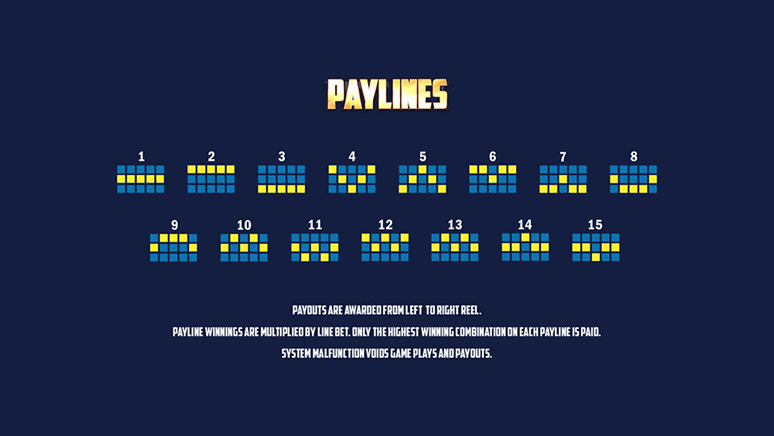 PAYLINES
1 2 3 4 5 6 7 8
9 10 11 12 13 14 15
PAYOUTS ARE AWARDED FROM LEFT TO RIGHT REEL.
PAYLINE WINNINGS ARE MULTIPLIED BY LINE BET. ONLY THE HIGHEST WINNING COMBINATION ON EACH PAYLINE IS PAID.
SYSTEM MALFUNCTION VOIDS GAME PLAYS AND PAYOUTS.